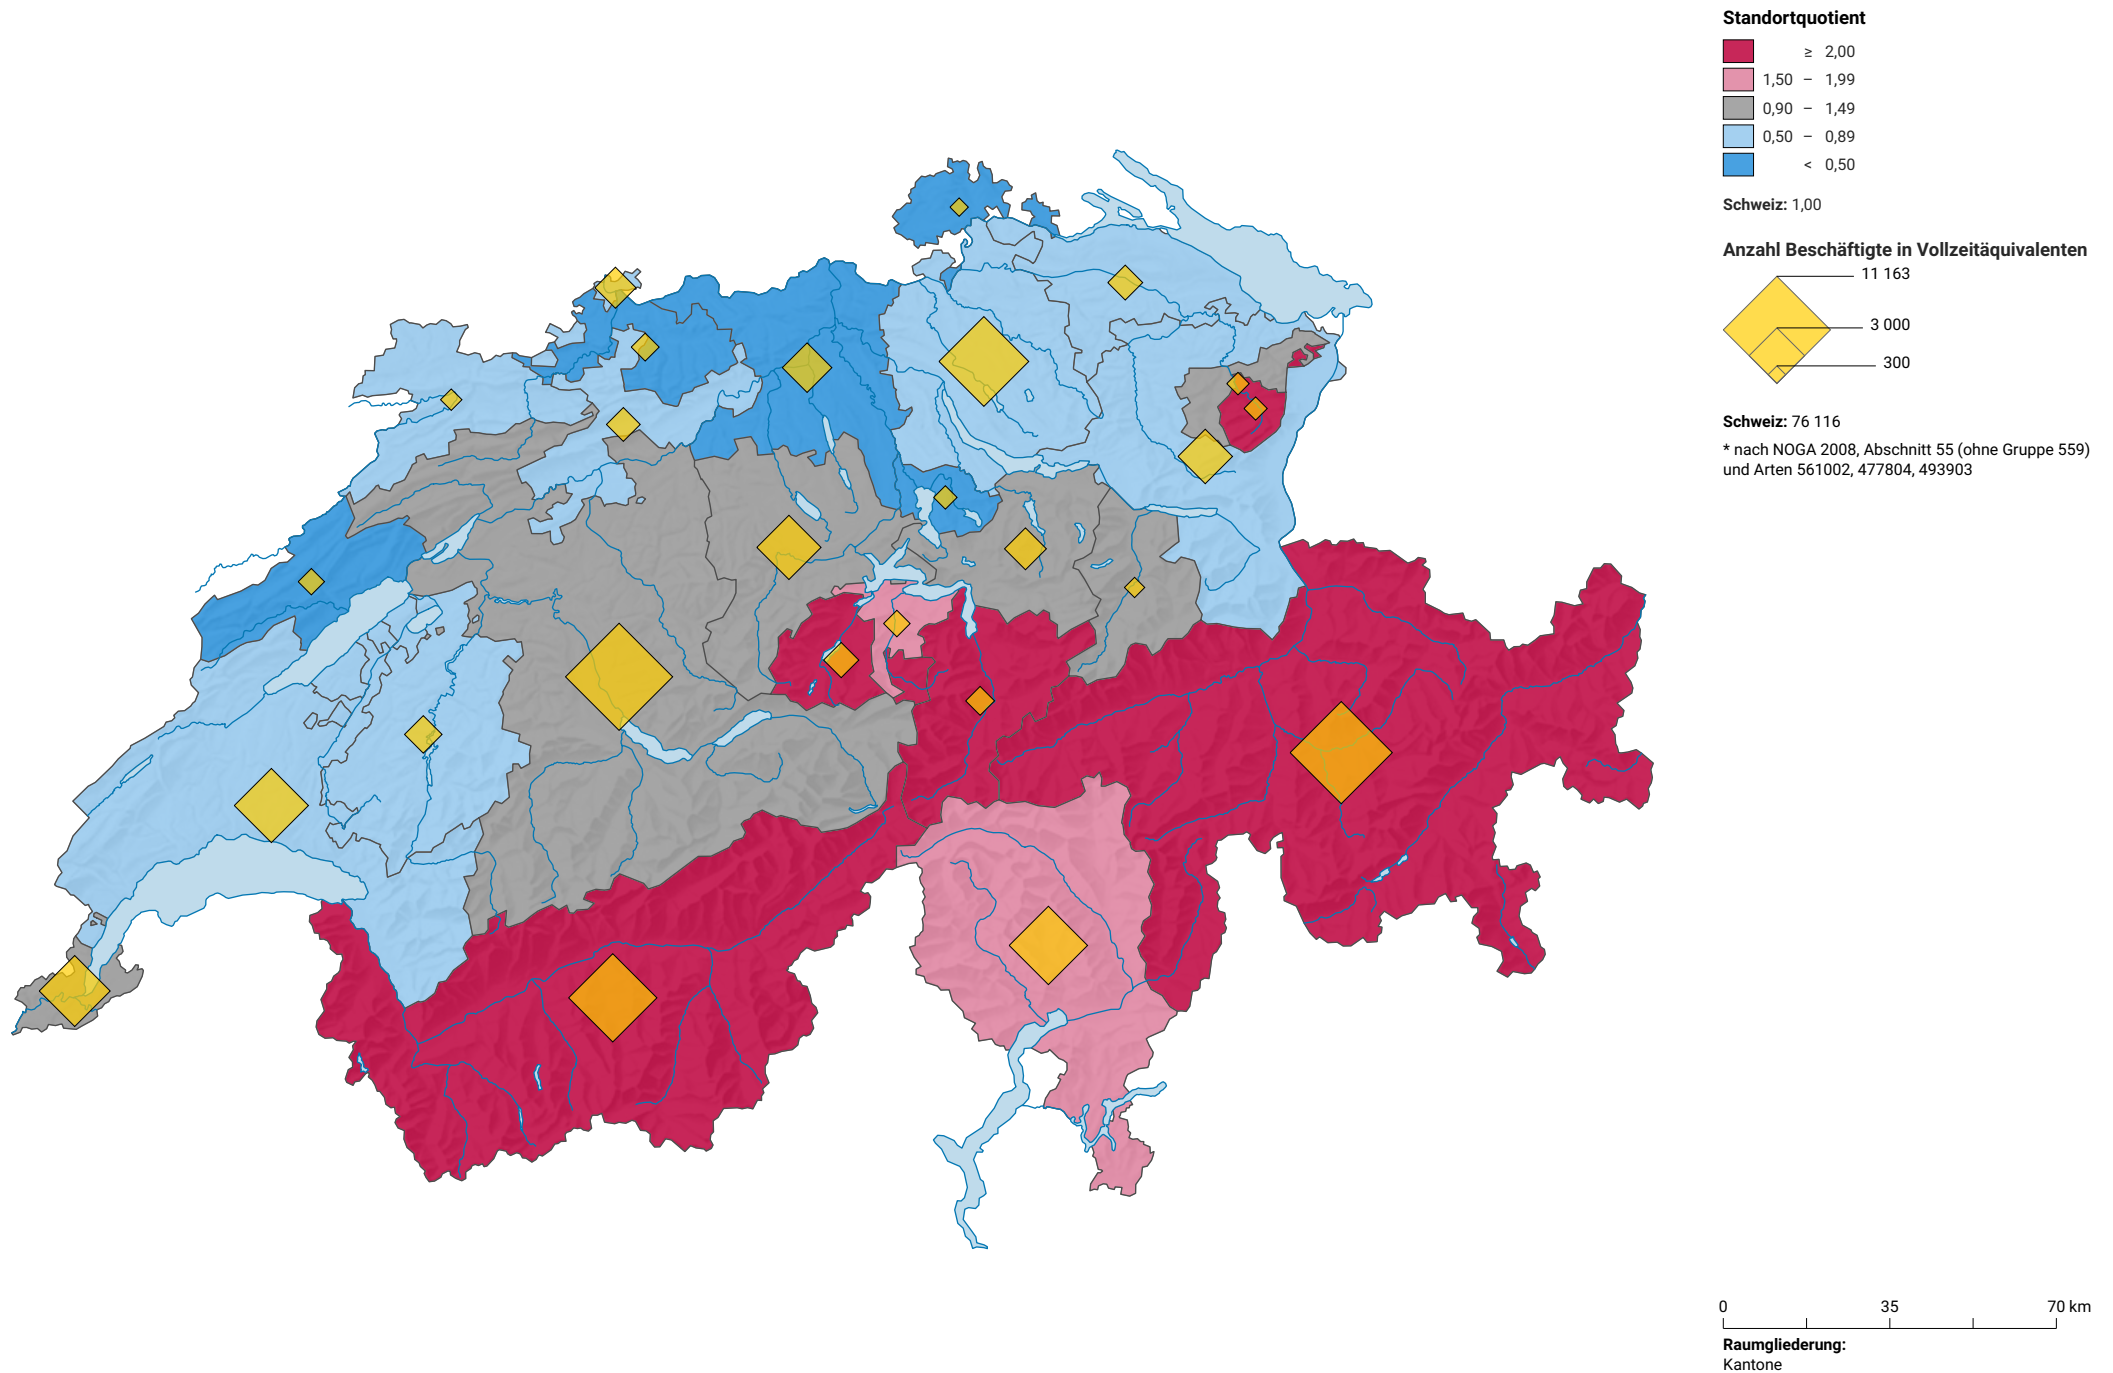 Standortquotient
≥ 2,00
1,50 – 1,99
0,90 – 1,49
0,50 – 0,89
< 0,50
Schweiz: 1,00
Anzahl Beschäftigte in Vollzeitäquivalenten
11 163
3 000
300
Schweiz: 76 116
* nach NOGA 2008, Abschnitt 55 (ohne Gruppe 559)
und Arten 561002, 477804, 493903
0 35 70 km
Raumgliederung:
Kantone